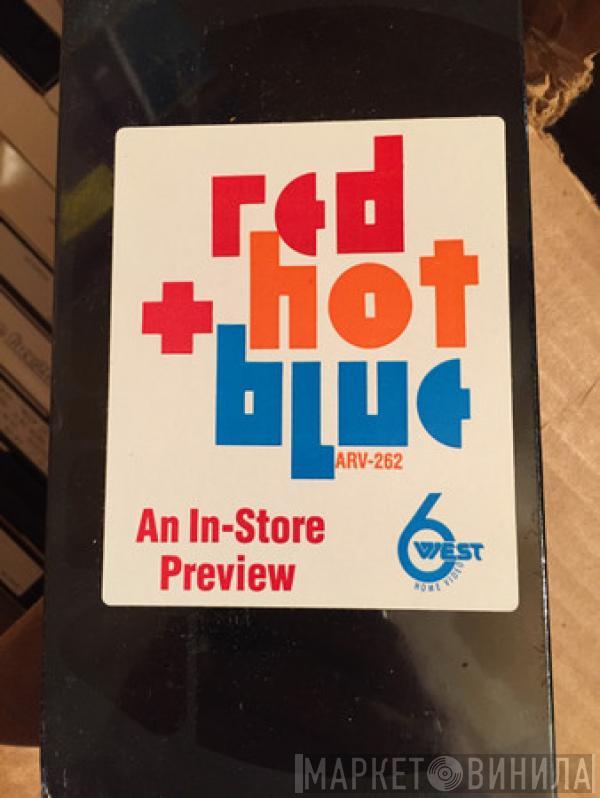 red
hot
+
blue
ARV-262
An In-Store
Preview
6 WEST
HOME VIDEO
МАРКЕТ ВИНИЛА